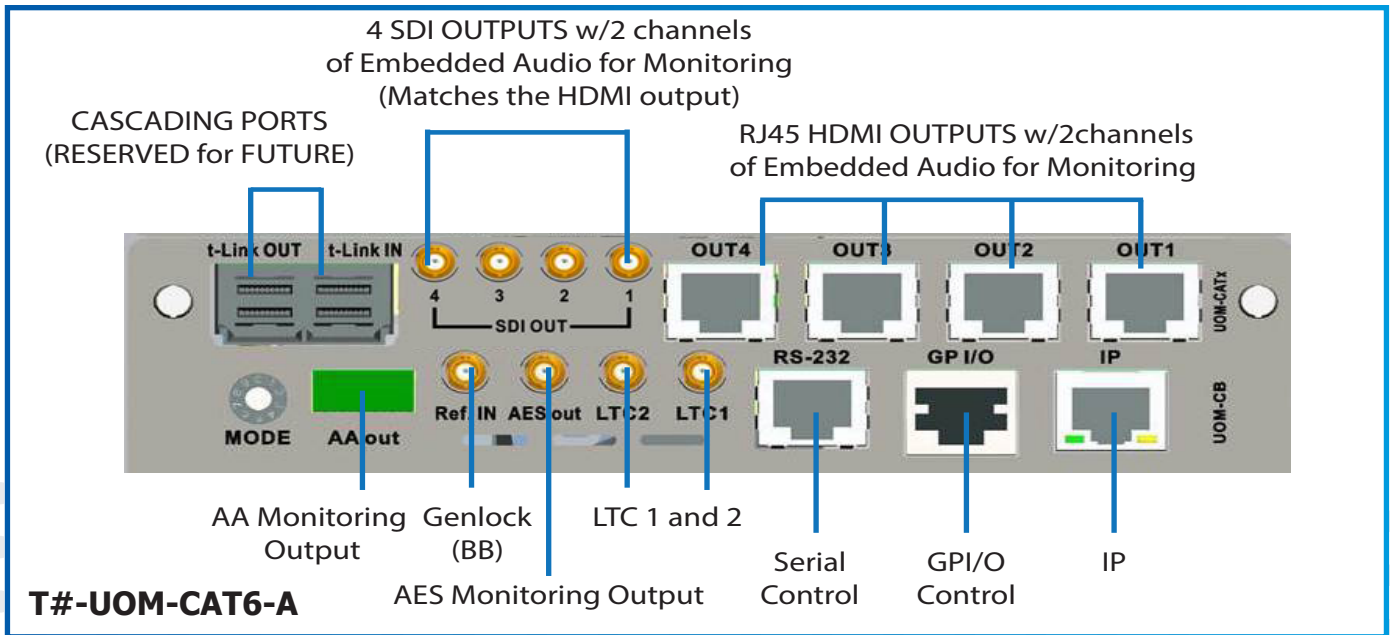 4 SDI OUTPUTS w/2 channels
of Embedded Audio for Monitoring
(Matches the HDMI output)
CASCADING PORTS
(RESERVED for FUTURE)
RJ45 HDMI OUTPUTS w/2channels
of Embedded Audio for Monitoring
t-Link OUT
t-Link IN
4
3
2
1
SDI OUT
OUT4
OUT3
OUT2
OUT1
UOM-CATx
MODE
AA out
Ref. IN
AES out
LTC2
LTC1
RS-232
GP I/O
IP
UOM-CB
AA Monitoring
Output
Genlock
(BB)
AES Monitoring Output
LTC 1 and 2
Serial
Control
GPI/O
Control
IP
T#-UOM-CAT6-A